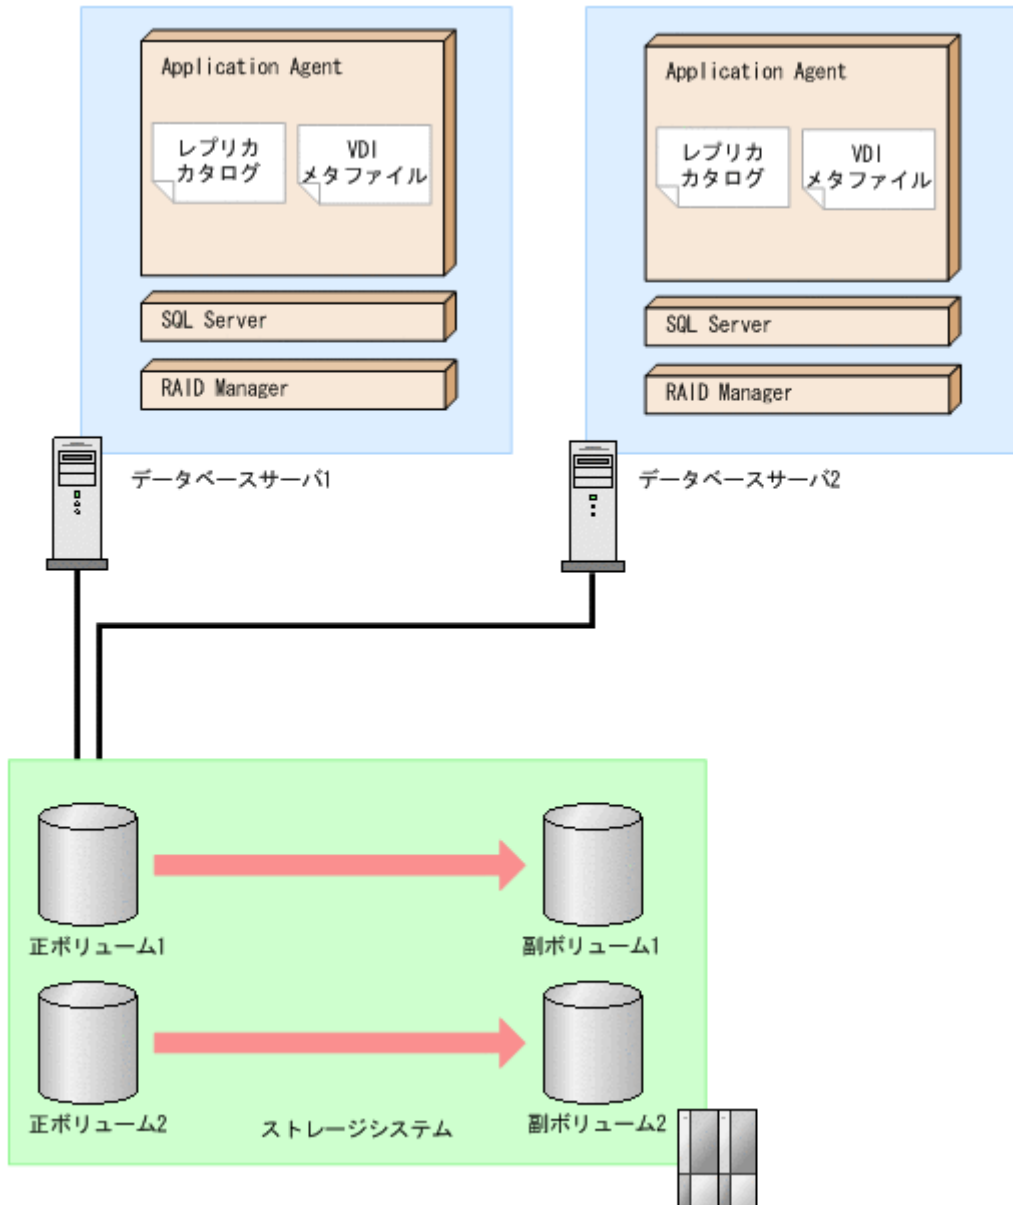 Application Agent
レプリカ
カタログ
VDI
メタファイル
SQL Server
RAID Manager
データベースサーバ1
Application Agent
レプリカ
カタログ
VDI
メタファイル
SQL Server
RAID Manager
データベースサーバ2
正ボリューム1
副ボリューム1
正ボリューム2
副ボリューム2
ストレージシステム